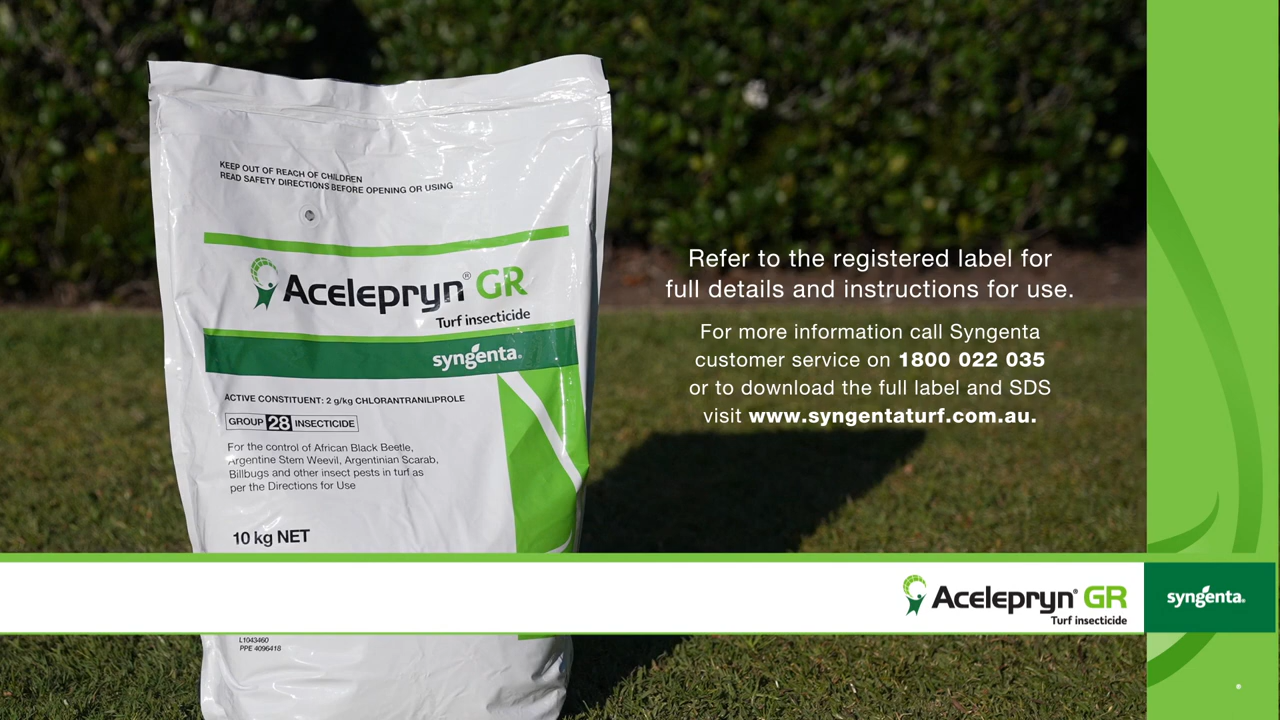 KEEP OUT OF REACH OF CHILDREN
READ SAFETY DIRECTIONS BEFORE OPENING OR USING
Acelepryn® GR
Turf insecticide
syngenta.
ACTIVE CONSTITUENT: 2 g/kg CHLORANTRANILIPROLE
GROUP 28 INSECTICIDE
For the control of African Black Beetle,
Argentine Stem Weevil, Argentinian Scarab,
Billbugs and other insect pests in turf as
per the Directions for Use
10 kg NET
L1043460
PPE 4096418
Refer to the registered label for
full details and instructions for use.
For more information call Syngenta
customer service on 1800 022 035
or to download the full label and SDS
visit www.syngentaturf.com.au.
Acelepryn® GR
Turf insecticide
syngenta.